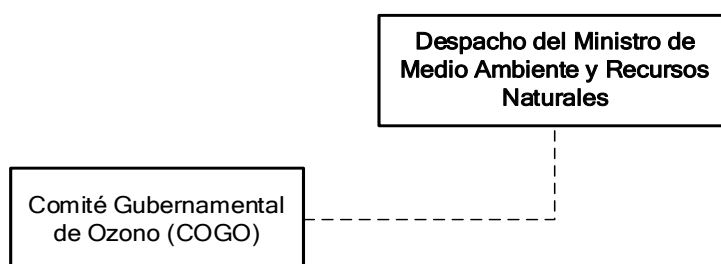 Despacho del Ministro de
Medio Ambiente y Recursos
Naturales
Comité Gubernamental
de Ozono (COGO)